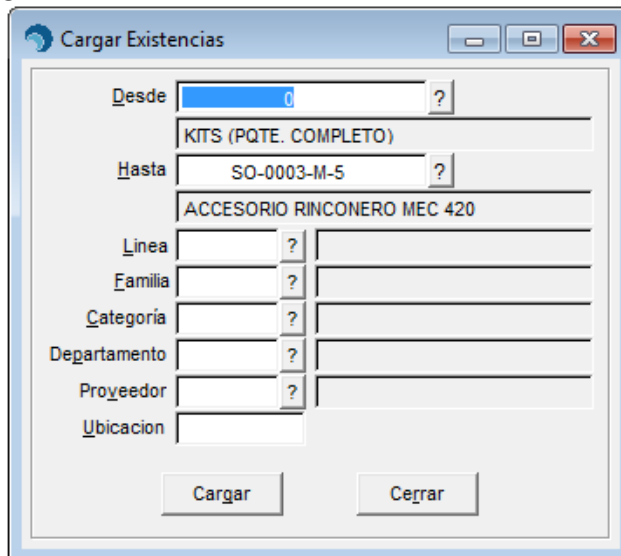 Cargar Existencias
Desde 0 ?
KITS (PQTE. COMPLETO)
Hasta SO-0003-M-5 ?
ACCESORIO RINCONERO MEC 420
Linea ?
Familia ?
Categoría ?
Departamento ?
Proveedor ?
Ubicacion
Cargar Cerrar